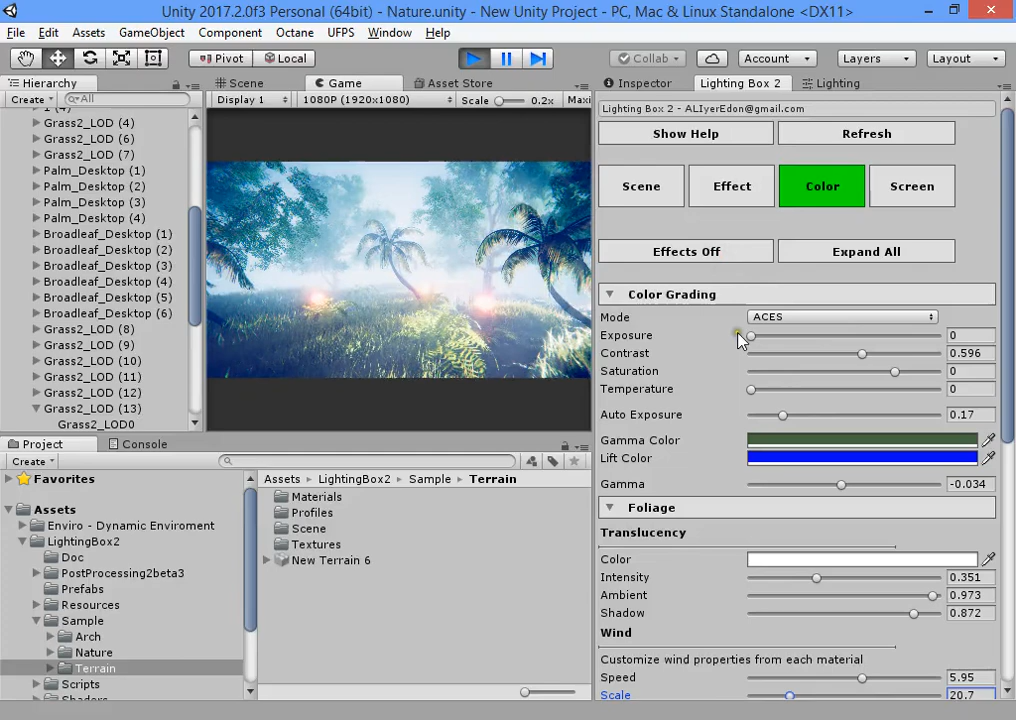 Unity 2017.2.0f3 Personal (64bit) - Nature.unity - New Unity Project - PC, Mac & Linux Standalone <DX11>
File Edit Assets GameObject Component Octane UFPS Window Help
Pivot Local Collab Account Layers Layout
Hierarchy
Create All
1 (4)
Grass2_LOD (4)
Grass2_LOD (6)
Grass2_LOD (7)
Palm_Desktop (1)
Palm_Desktop (2)
Palm_Desktop (3)
Palm_Desktop (4)
Broadleaf_Desktop (1)
Broadleaf_Desktop (2)
Broadleaf_Desktop (3)
Broadleaf_Desktop (4)
Broadleaf_Desktop (5)
Broadleaf_Desktop (6)
Grass2_LOD (8)
Grass2_LOD (9)
Grass2_LOD (10)
Grass2_LOD (11)
Grass2_LOD (12)
Grass2_LOD (13)
Grass2_LOD0
Scene Game Asset Store
Display 1 1080P (1920x1080) Scale 0.2x Maxi
Project Console
Create
Favorites
Assets
Enviro - Dynamic Enviroment
LightingBox2
Doc
PostProcessing2beta3
Prefabs
Resources
Sample
Arch
Nature
Terrain
Scripts
Shaders
Assets LightingBox2 Sample Terrain
Materials
Profiles
Scene
Textures
New Terrain 6
Inspector Lighting Box 2 Lighting
Lighting Box 2 - ALIyerEdon@gmail.com
Show Help Refresh
Scene Effect Color Screen
Effects Off Expand All
Color Grading
Mode ACES
Exposure 0
Contrast 0.596
Saturation 0
Temperature 0
Auto Exposure 0.17
Gamma Color
Lift Color
Gamma -0.034
Foliage
Translucency
Color
Intensity 0.351
Ambient 0.973
Shadow 0.872
Wind
Customize wind properties from each material
Speed 5.95
Scale 20.7